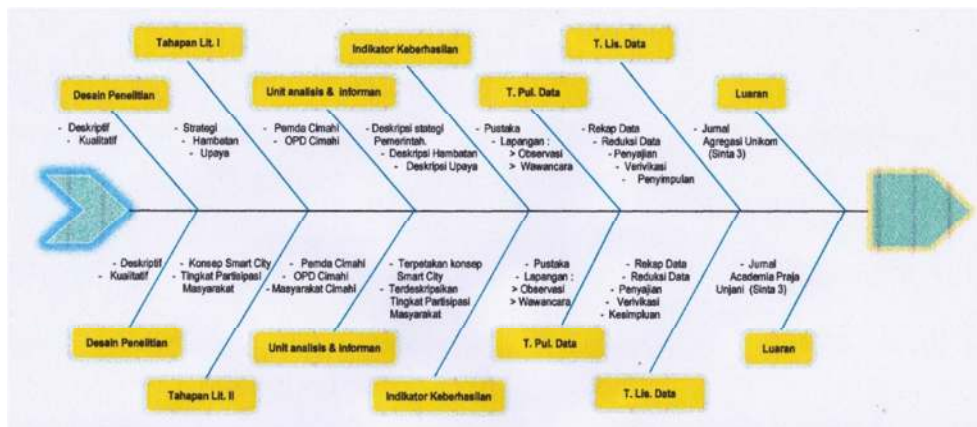 Tahapan Lit. I
T. Lis. Data
Indikator Keberhasilan
Desain Penelitian
Unit analisis & informan
T. Pul. Data
Luaran
- Deskriptif
- Kualitatif
- Strategi
- Hambatan
- Upaya
- Pemda Cimahi
- OPD Cimahi
- Deskripsi stategi
Pemerintah.
- Deskripsi Hambatan
- Deskripsi Upaya
- Pustaka
- Lapangan :
> Observasi
> Wawancara
- Rekap Data
- Reduksi Data
- Penyajian
- Verivikasi
- Penyimpulan
- Jurnal
Agregasi Unikom
(Sinta 3)
- Deskriptif
- Kualitatif
- Konsep Smart City
- Tingkat Partisipasi
Masyarakat
- Pemda Cimahi
- OPD Cimahi
- Masyarakat Cimahi
- Terpetakan konsep
Smart City
- Terdeskripsikan
Tingkat Partisipasi
Masyarakat
- Pustaka
- Lapangan :
> Observasi
> Wawancara
- Rekap Data
- Reduksi Data
- Penyajian
- Verivikasi
- Kesimpluan
- Jurnal
Academia Praja
Unjani (Sinta 3)
Desain Penelitian
Unit analisis & informan
T. Pul. Data
Luaran
Tahapan Lit. II
Indikator Keberhasilan
T. Lis. Data